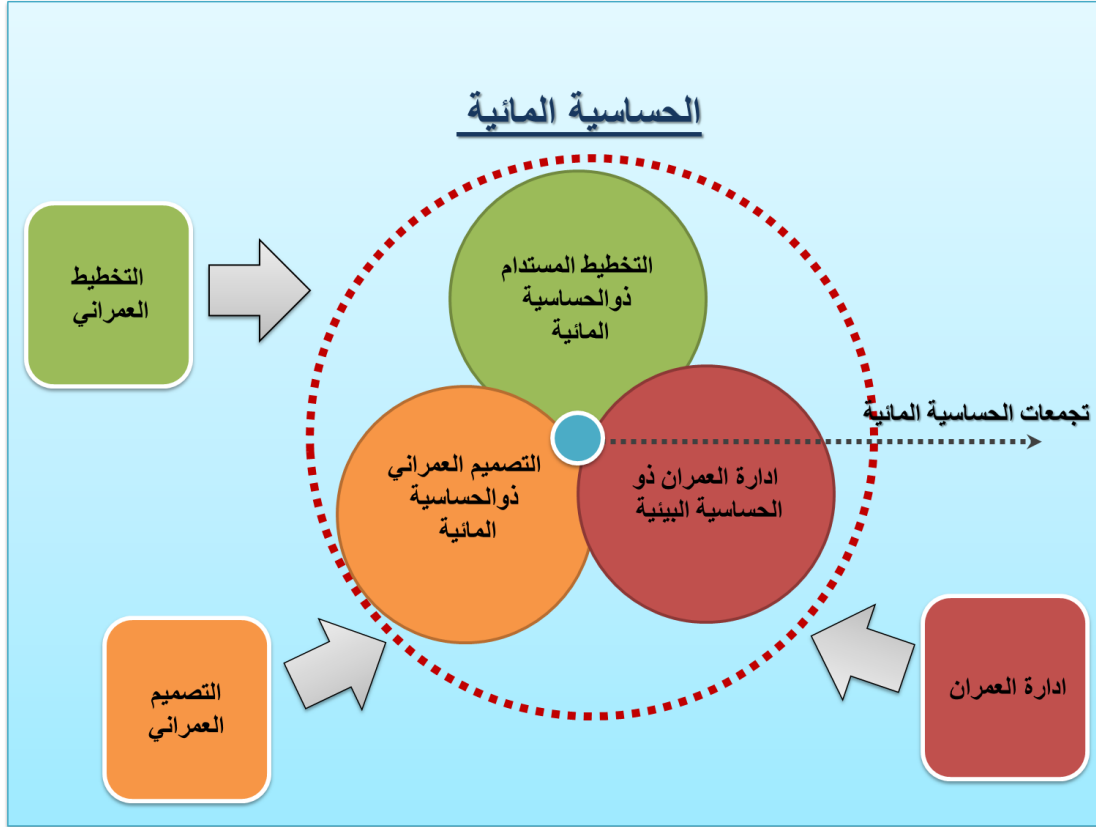 الحساسية المائية
التخطيط
العمراني
التخطيط المستدام
ذوالحساسية
المائية
تجمعات الحساسية المائية
ادارة العمران ذو
الحساسية البيئية
التصميم العمراني
ذوالحساسية
المائية
ادارة العمران
التصميم
العمراني